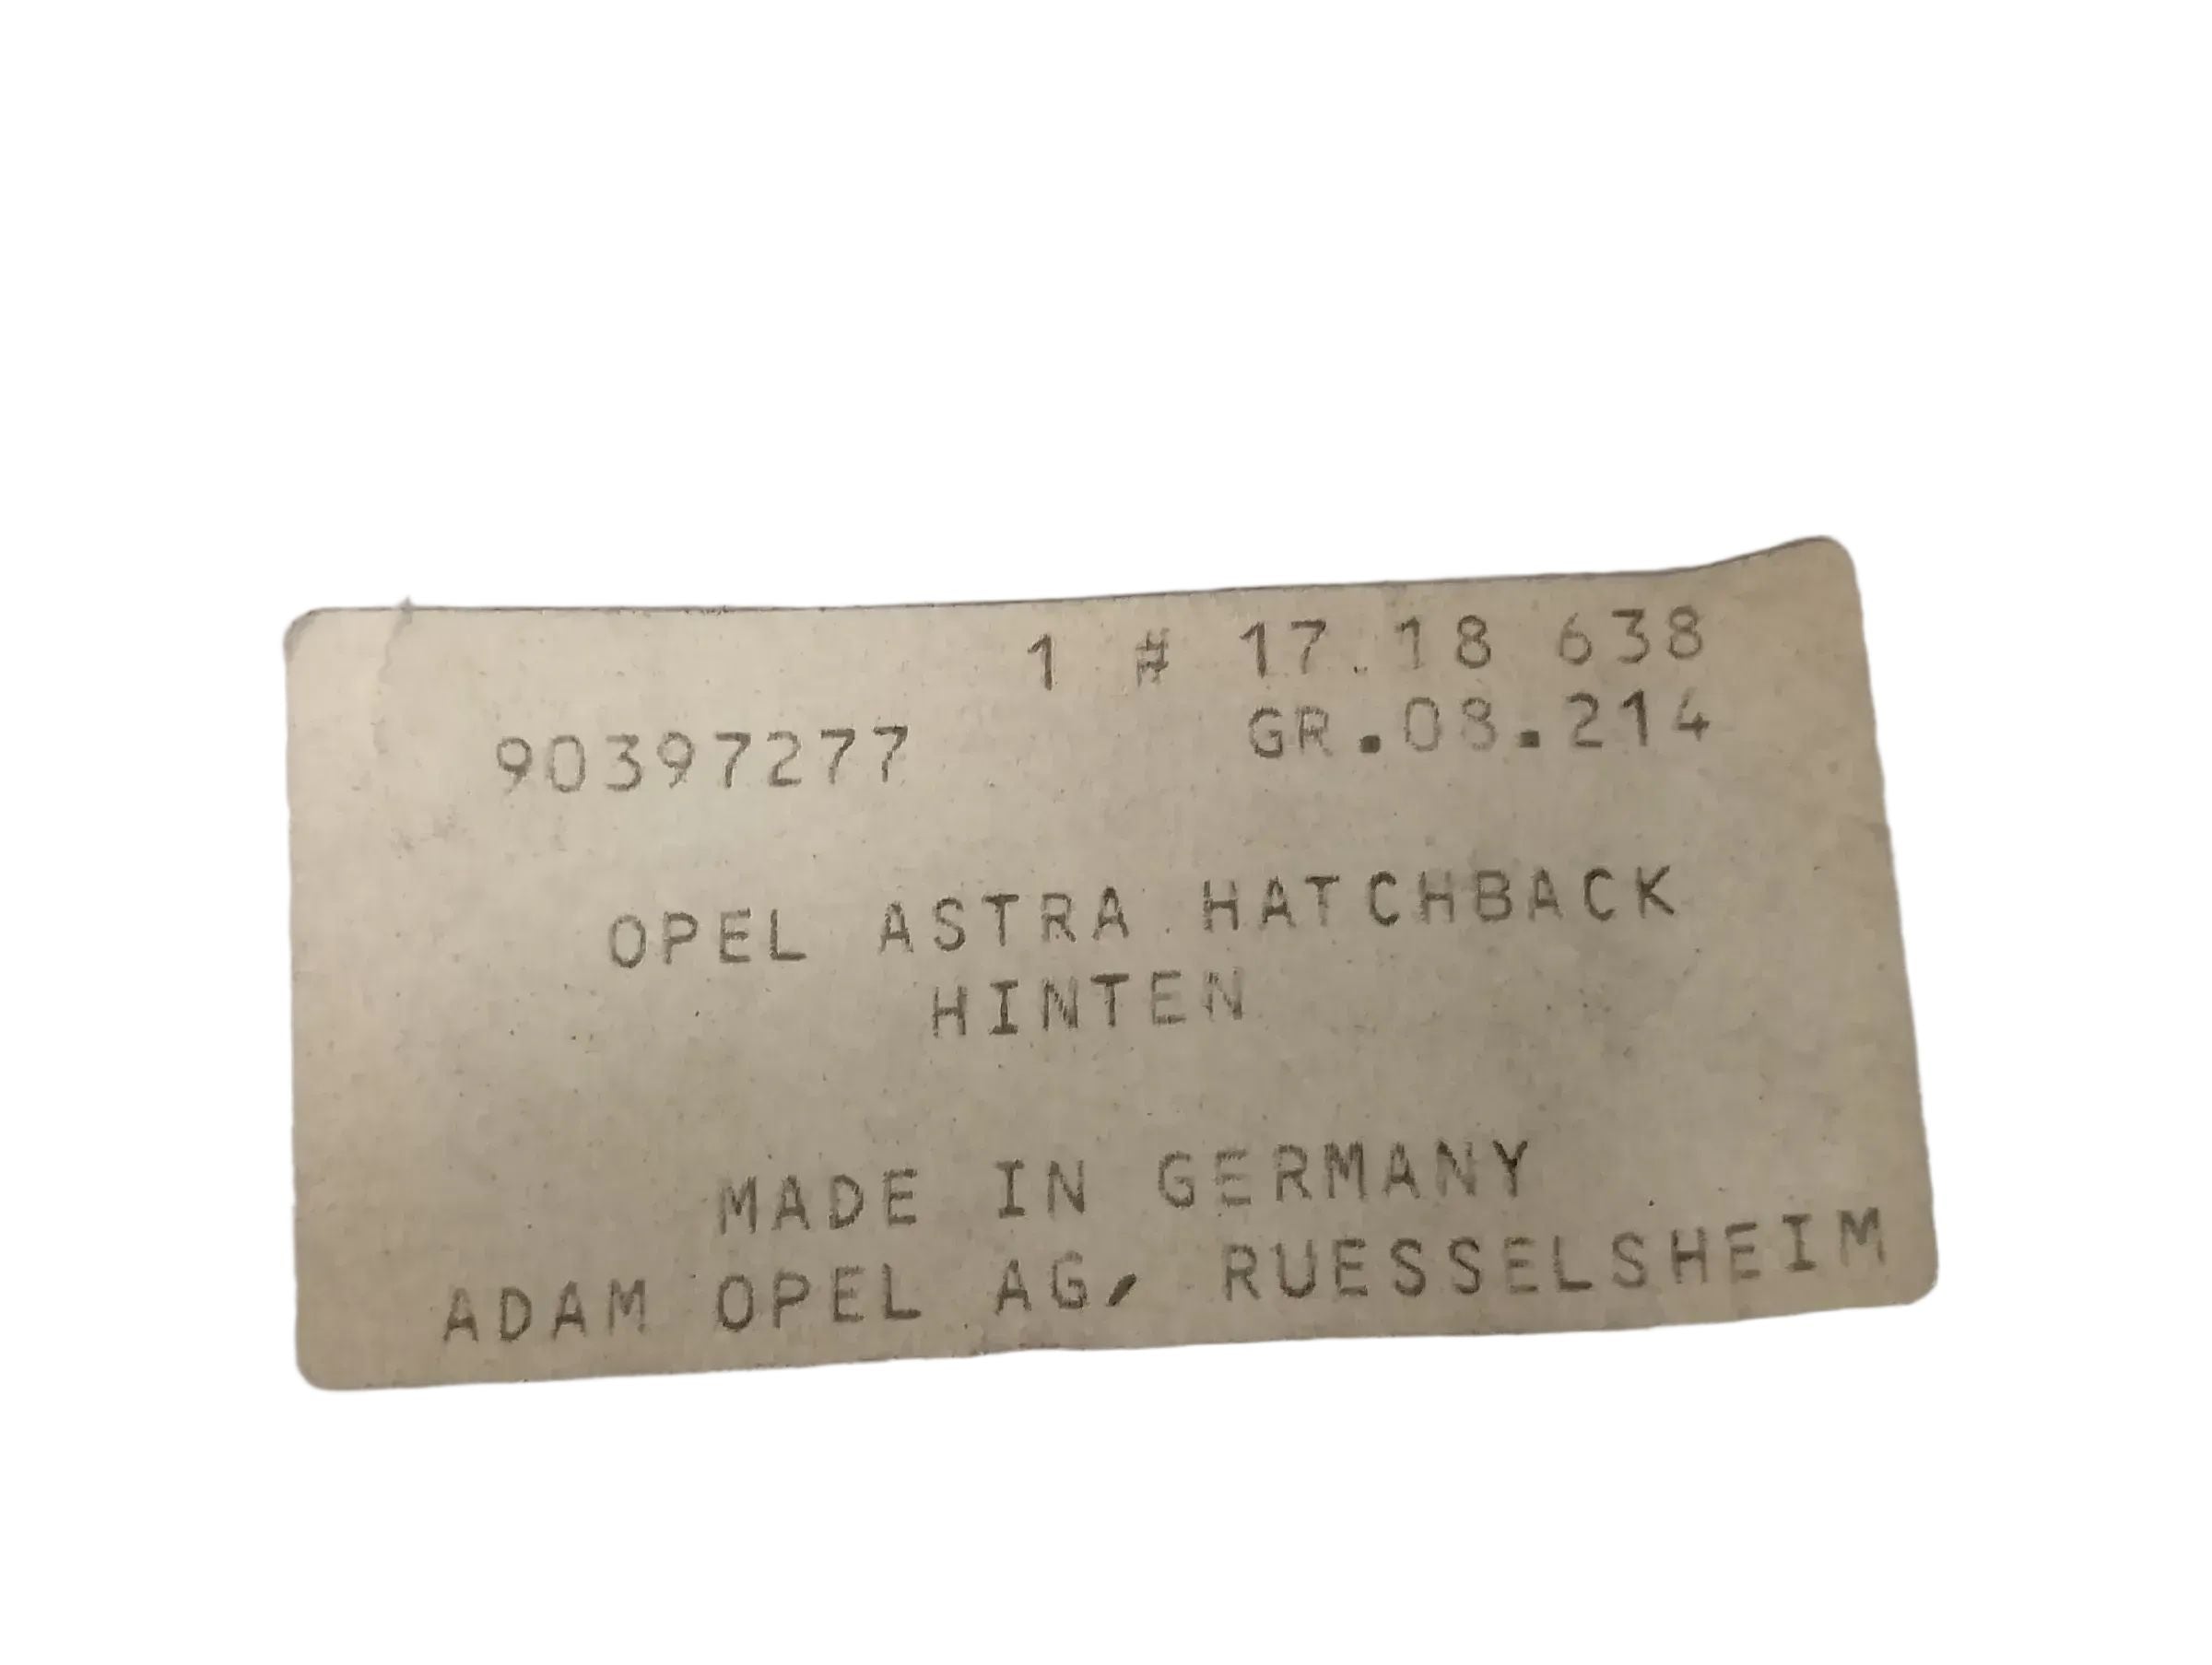 1 # 17.18 638
90397277 GR.08.214
OPEL ASTRA HATCHBACK
HINTEN
MADE IN GERMANY
ADAM OPEL AG, RUESSELSHEIM